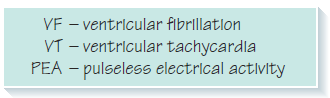 VF – ventricular fibrillation
VT – ventricular tachycardia
PEA – pulseless electrical activity